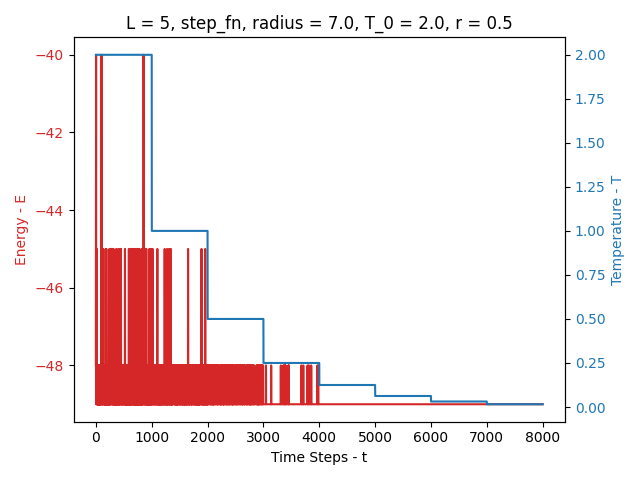 L = 5, step_fn, radius = 7.0, T_0 = 2.0, r = 0.5
−40
−42
−44
−46
−48
Energy - E
2.00
1.75
1.50
1.25
1.00
0.75
0.50
0.25
0.00
Temperature - T
0 1000 2000 3000 4000 5000 6000 7000 8000
Time Steps - t